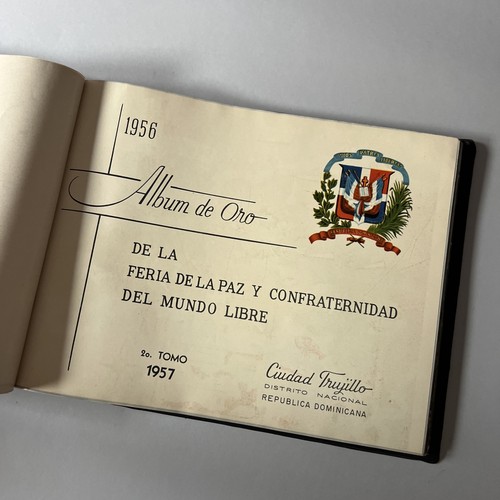 1956
Album de Oro
DE LA
FERIA DE LA PAZ Y CONFRATERNIDAD
DEL MUNDO LIBRE
2o. TOMO
1957
Ciudad Trujillo
DISTRITO NACIONAL
REPUBLICA DOMINICANA